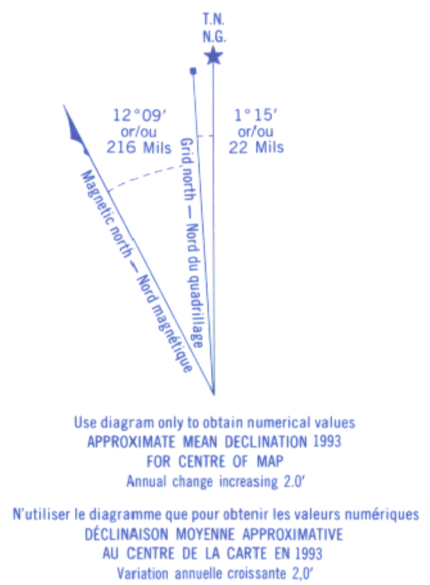 T.N.
N.G.
12°09′
or/ou
216 Mils
1°15′
or/ou
22 Mils
Grid north — Nord du quadrillage
Magnetic north — Nord magnétique
Use diagram only to obtain numerical values
APPROXIMATE MEAN DECLINATION 1993
FOR CENTRE OF MAP
Annual change increasing 2.0′
N'utiliser le diagramme que pour obtenir les valeurs numériques
DÉCLINAISON MOYENNE APPROXIMATIVE
AU CENTRE DE LA CARTE EN 1993
Variation annuelle croissante 2,0′